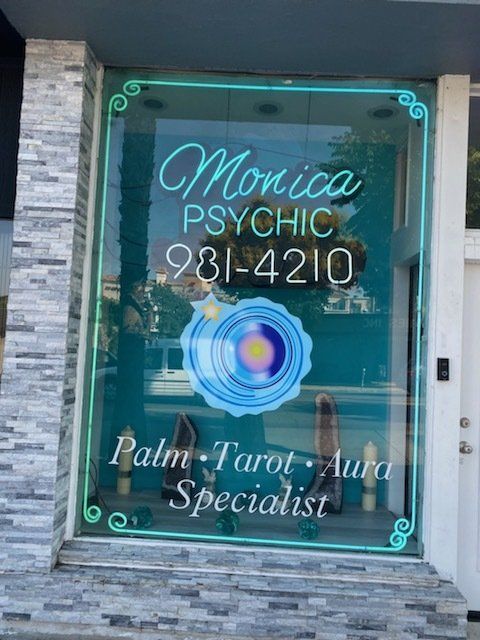 Monica
PSYCHIC
981-4210
Palm · Tarot · Aura
Specialist